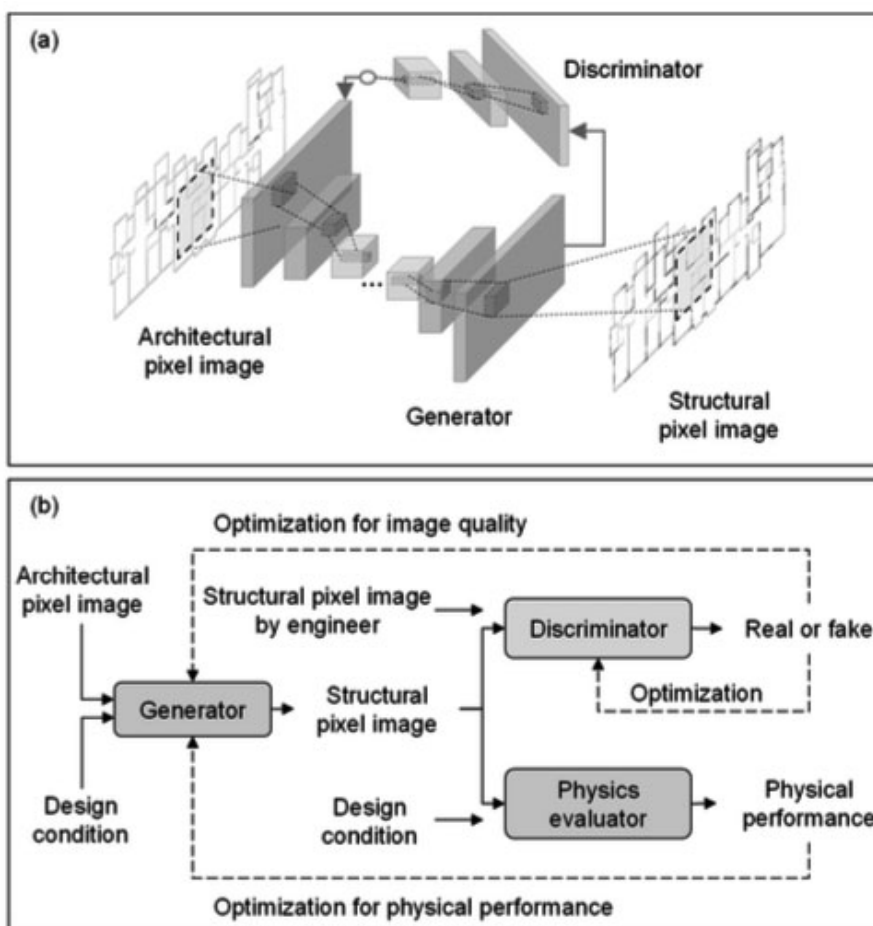 (a)
Discriminator
Architectural
pixel image
Generator
Structural
pixel image
(b)
Optimization for image quality
Architectural
pixel image
Structural pixel image
by engineer
Discriminator
Real or fake
Optimization
Generator
Structural
pixel image
Design
condition
Design
condition
Physics
evaluator
Physical
performance
Optimization for physical performance